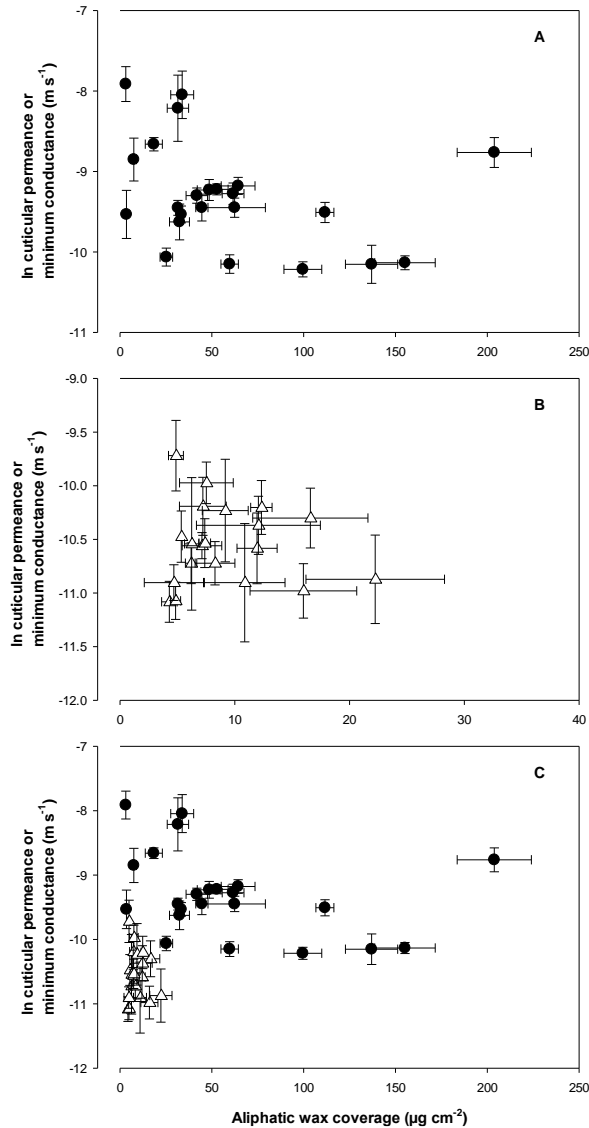 -7
A
-8
ln cuticular permeance or
minimum conductance (m s⁻¹)
-9
-10
-11
0 50 100 150 200 250
-9.0
B
-9.5
ln cuticular permeance or
minimum conductance (m s⁻¹)
-10.0
-10.5
-11.0
-11.5
-12.0
0 10 20 30 40
-7
C
-8
ln cuticular permeance or
minimum conductance (m s⁻¹)
-9
-10
-11
-12
0 50 100 150 200 250
Aliphatic wax coverage (µg cm⁻²)